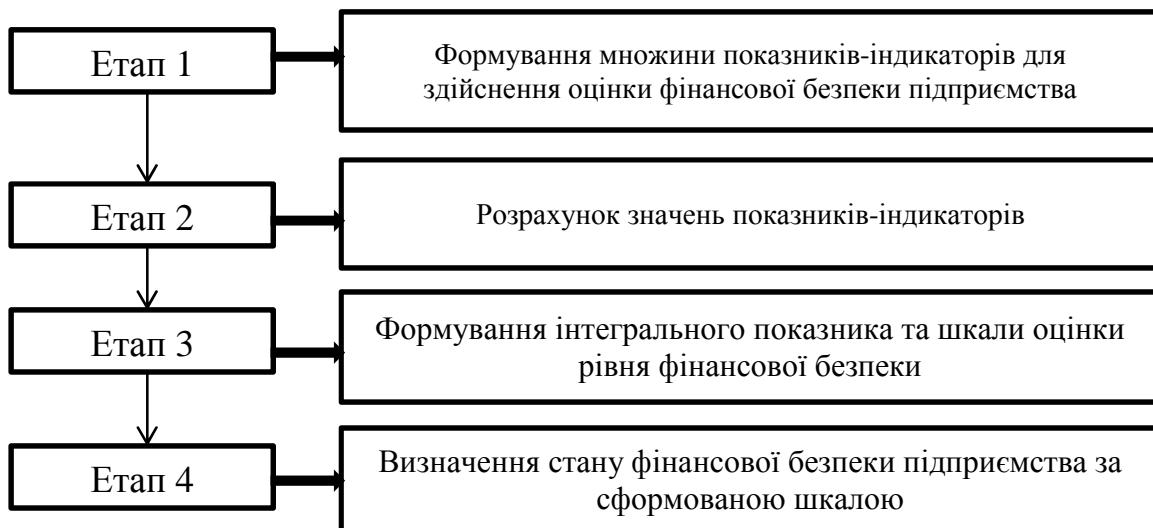 Етап 1
Формування множини показників-індикаторів для
здійснення оцінки фінансової безпеки підприємства
Етап 2
Розрахунок значень показників-індикаторів
Етап 3
Формування інтегрального показника та шкали оцінки
рівня фінансової безпеки
Етап 4
Визначення стану фінансової безпеки підприємства за
сформованою шкалою